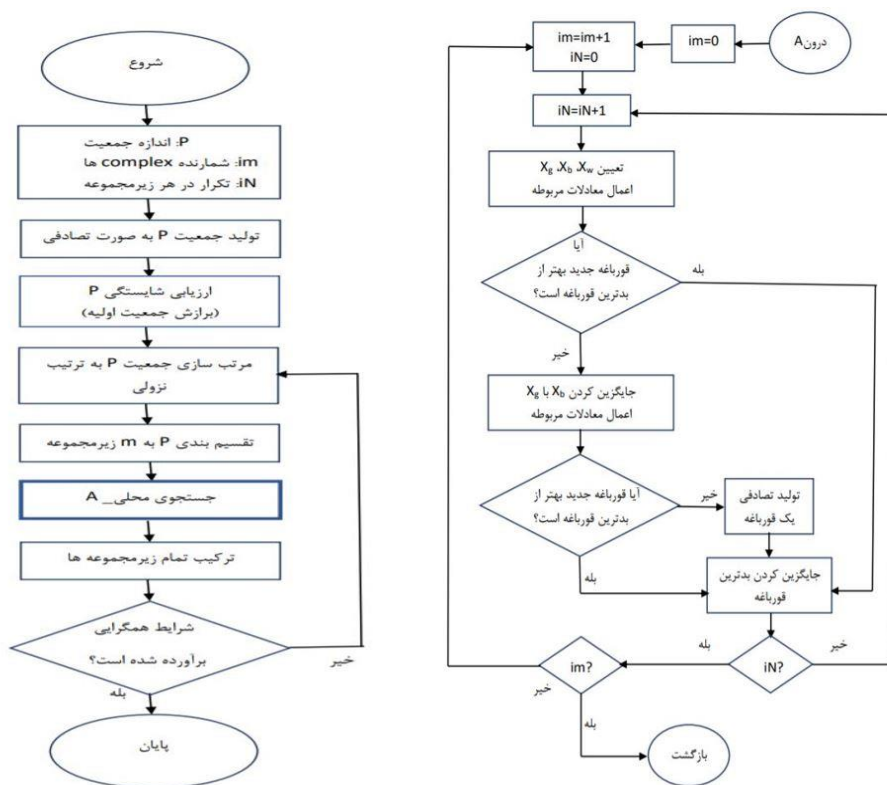 شروع
P: اندازه جمعیت
im: شمارنده complex ها
iN: تکرار در هر زیرمجموعه
تولید جمعیت P به صورت تصادفی
ارزیابی شایستگی P
(برازش جمعیت اولیه)
مرتب سازی جمعیت P به ترتیب
نزولی
تقسیم بندی P به m زیرمجموعه
جستجوی محلی_ A
ترکیب تمام زیرمجموعه ها
شرایط همگرایی
برآورده شده است؟
خیر
بله
پایان
درونA
im=0
im=im+1
iN=0
iN=iN+1
تعیین Xw، Xb، Xg
اعمال معادلات مربوطه
آیا
قورباغه جدید بهتر از
بدترین قورباغه است؟
بله
خیر
جایگزین کردن Xb با Xg
اعمال معادلات مربوطه
آیا قورباغه جدید بهتر از
بدترین قورباغه است؟
خیر
تولید تصادفی
یک قورباغه
بله
جایگزین کردن بدترین
قورباغه
iN?
خیر
بله
im?
خیر
بله
بازگشت